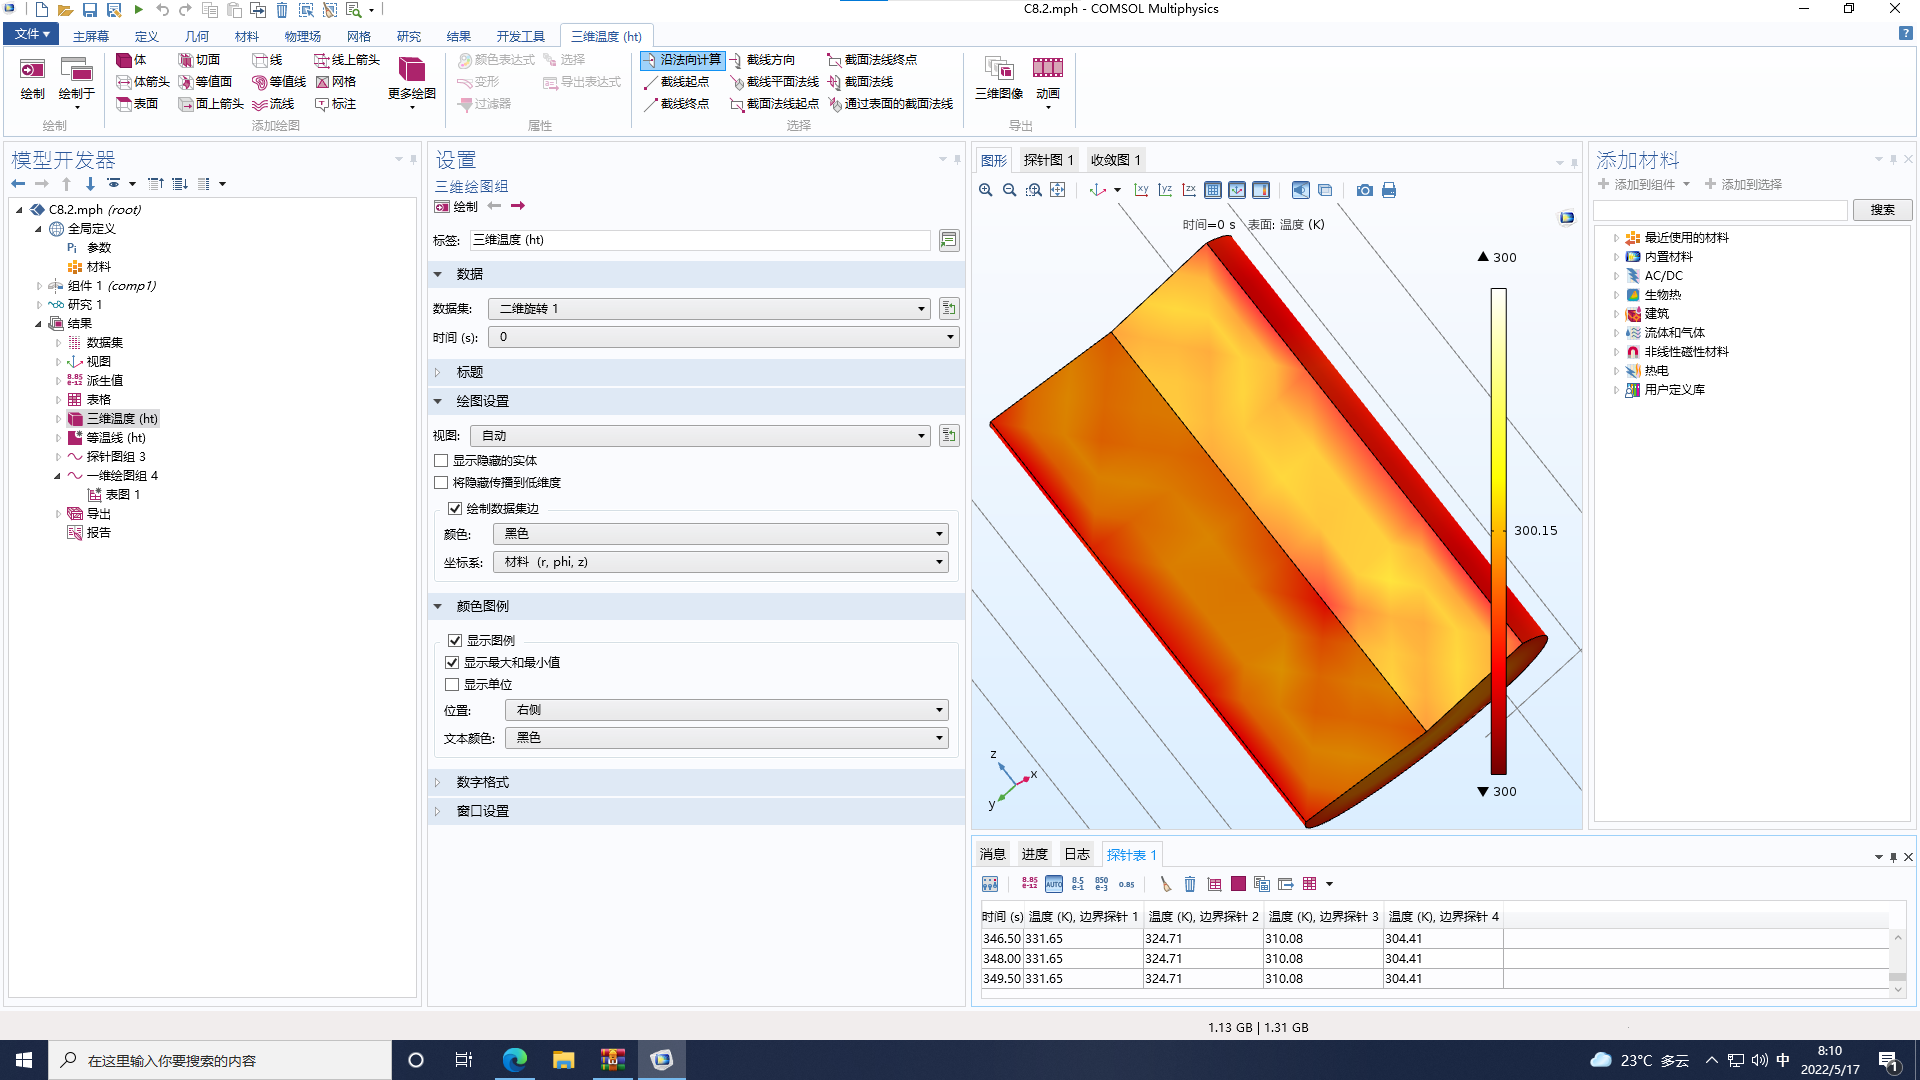 C8.2.mph - COMSOL Multiphysics
文件 主屏幕 定义 几何 材料 物理场 网格 研究 结果 开发工具 三维温度 (ht)
绘制
绘制于
绘制
体
体箭头
表面
切面
等值面
面上箭头
线
等值线
流线
线上箭头
网格
标注
更多绘图
添加绘图
颜色表达式
变形
过滤器
选择
导出表达式
属性
沿法向计算
截线起点
截线终点
截线方向
截线平面法线
截面法线起点
截面法线终点
截面法线
通过表面的截面法线
选择
三维图像
动画
导出
模型开发器
C8.2.mph (root)
全局定义
Pi 参数
材料
组件 1 (comp1)
研究 1
结果
数据集
视图
8.85 e-12 派生值
表格
三维温度 (ht)
等温线 (ht)
探针图组 3
一维绘图组 4
表图 1
导出
报告
设置
三维绘图组
绘制
标签: 三维温度 (ht)
数据
数据集: 二维旋转 1
时间 (s): 0
标题
绘图设置
视图: 自动
显示隐藏的实体
将隐藏传播到低维度
绘制数据集边
颜色: 黑色
坐标系: 材料 (r, phi, z)
颜色图例
显示图例
显示最大和最小值
显示单位
位置: 右侧
文本颜色: 黑色
数字格式
窗口设置
图形 探针图 1 收敛图 1
xy yz zx
时间=0 s 表面: 温度 (K)
▲ 300
300.15
▼ 300
z
x
y
消息 进度 日志 探针表 1
8.85 e-12 AUTO 8.5 e-1 850 e-3 0.85
时间 (s) 温度 (K), 边界探针 1 温度 (K), 边界探针 2 温度 (K), 边界探针 3 温度 (K), 边界探针 4
346.50 331.65 324.71 310.08 304.41
348.00 331.65 324.71 310.08 304.41
349.50 331.65 324.71 310.08 304.41
添加材料
添加到组件 添加到选择
搜索
最近使用的材料
内置材料
AC/DC
生物热
建筑
流体和气体
非线性磁性材料
热电
用户定义库
1.13 GB | 1.31 GB
在这里输入你要搜索的内容
23°C 多云
中
8:10
2022/5/17
1